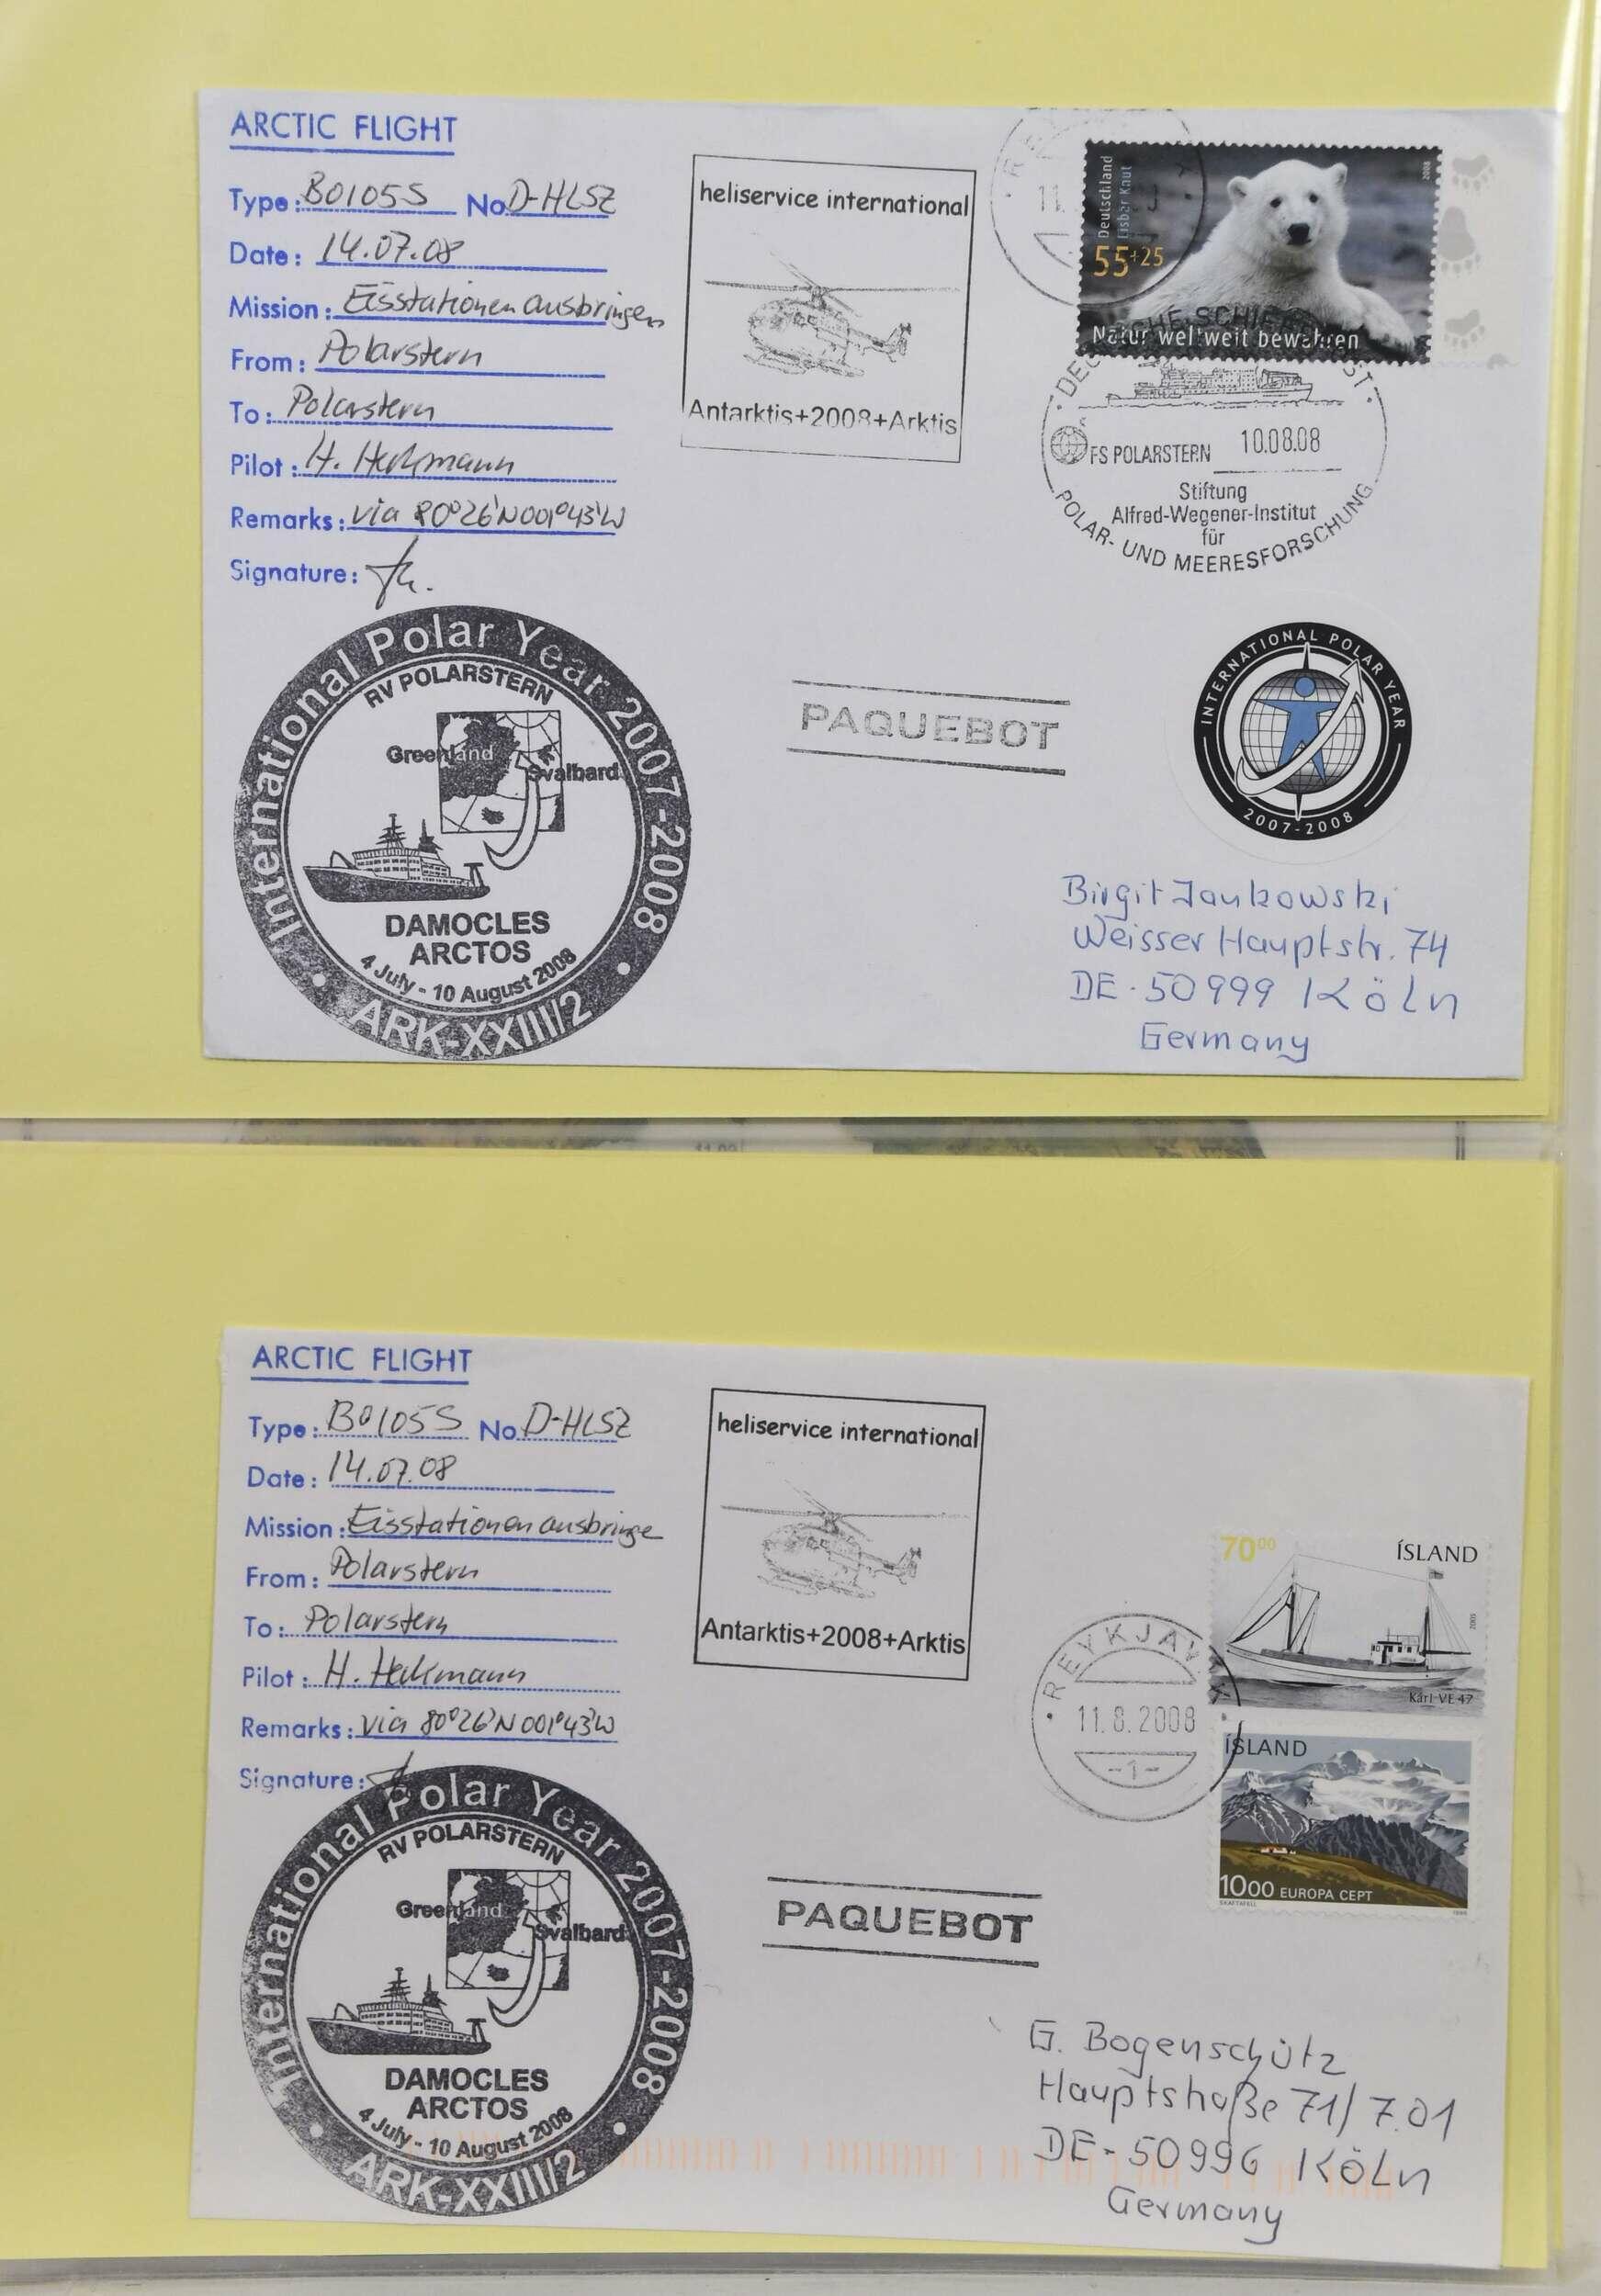 ARCTIC FLIGHT
Type: BO105S No. D-HLSZ
Date: 14.07.08
Mission: Eisstationen ausbringen
From: Polarstern
To: Polarstern
Pilot: H. Heckmann
Remarks: via 80°26'N 001°43'W
Signature:
heliservice international
Antarktis+2008+Arktis
11.
Deutschland
Eisbär Knut
2008
55+25
Natur weltweit bewahren
FS POLARSTERN 10.08.08
Stiftung
Alfred-Wegener-Institut
für
POLAR- UND MEERESFORSCHUNG
International Polar Year 2007-2008
RV POLARSTERN
Greenland
Svalbard
DAMOCLES
ARCTOS
4 July - 10 August 2008
ARK-XXIII/2
PAQUEBOT
INTERNATIONAL POLAR YEAR
2007-2008
Birgit Jankowski
Weisser Hauptstr. 74
DE-50999 Köln
Germany
ARCTIC FLIGHT
Type: BO105S No. D-HLSZ
Date: 14.07.08
Mission: Eisstationen ausbringe
From: Polarstern
To: Polarstern
Pilot: H. Heckmann
Remarks: via 80°26'N 001°43'W
Signature:
heliservice international
Antarktis+2008+Arktis
7000 ÍSLAND
2005
Kári VE 47
REYKJAVÍK
11.8.2008
-1-
ÍSLAND
1000 EUROPA CEPT
SKAFTAFELL
International Polar Year 2007-2008
RV POLARSTERN
Greenland
Svalbard
DAMOCLES
ARCTOS
4 July - 10 August 2008
ARK-XXIII/2
PAQUEBOT
G. Bogenschütz
Hauptstraße 71/7.01
DE-50996 Köln
Germany